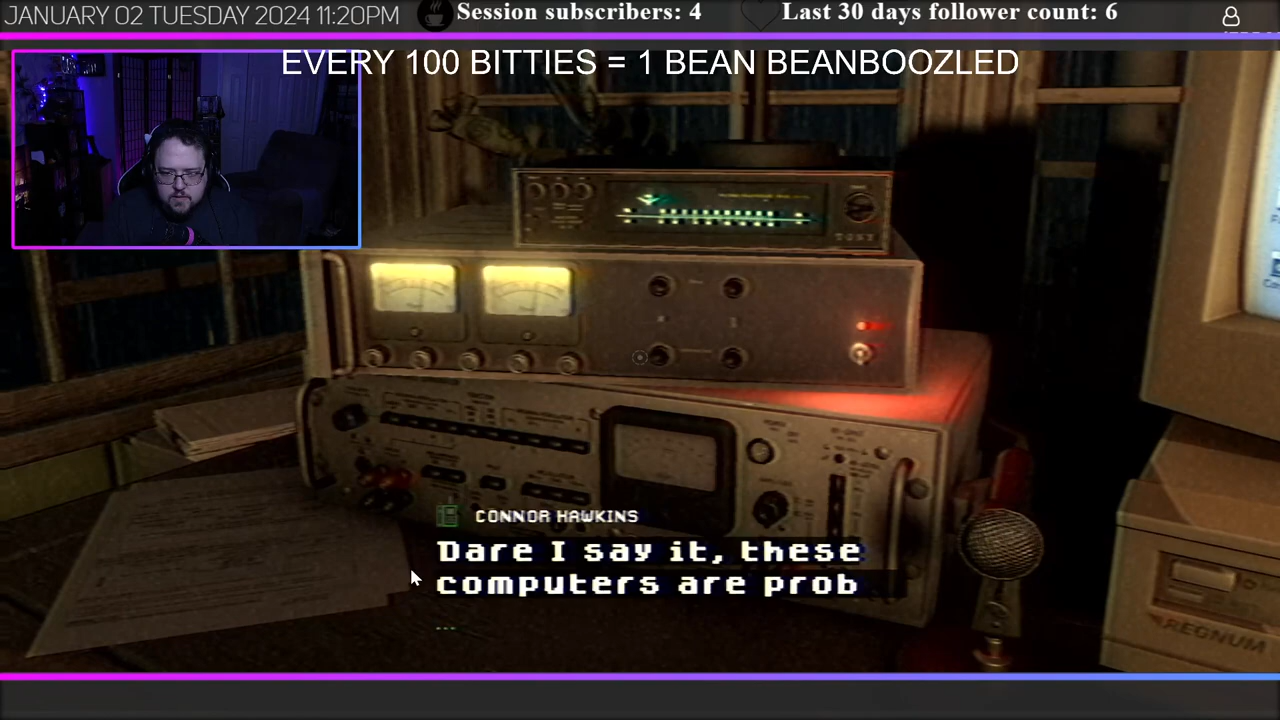 JANUARY 02 TUESDAY 2024 11:20PM
Session subscribers: 4
Last 30 days follower count: 6
EVERY 100 BITTIES = 1 BEAN BEANBOOZLED
CONNOR HAWKINS
Dare I say it, these
computers are prob
...
REGNUM